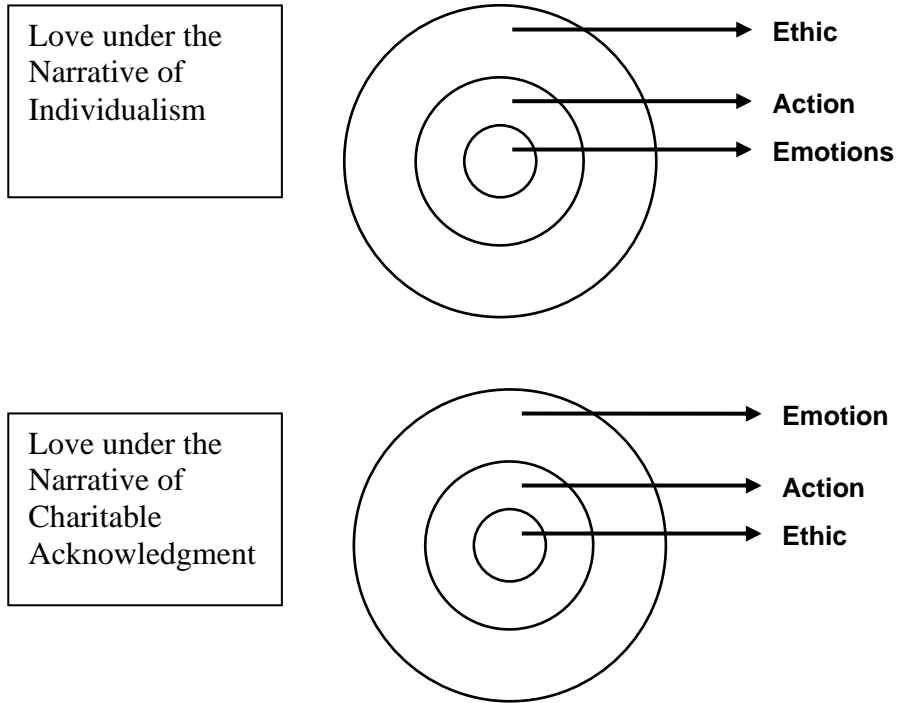 Love under the
Narrative of
Individualism
Ethic
Action
Emotions
Love under the
Narrative of
Charitable
Acknowledgment
Emotion
Action
Ethic